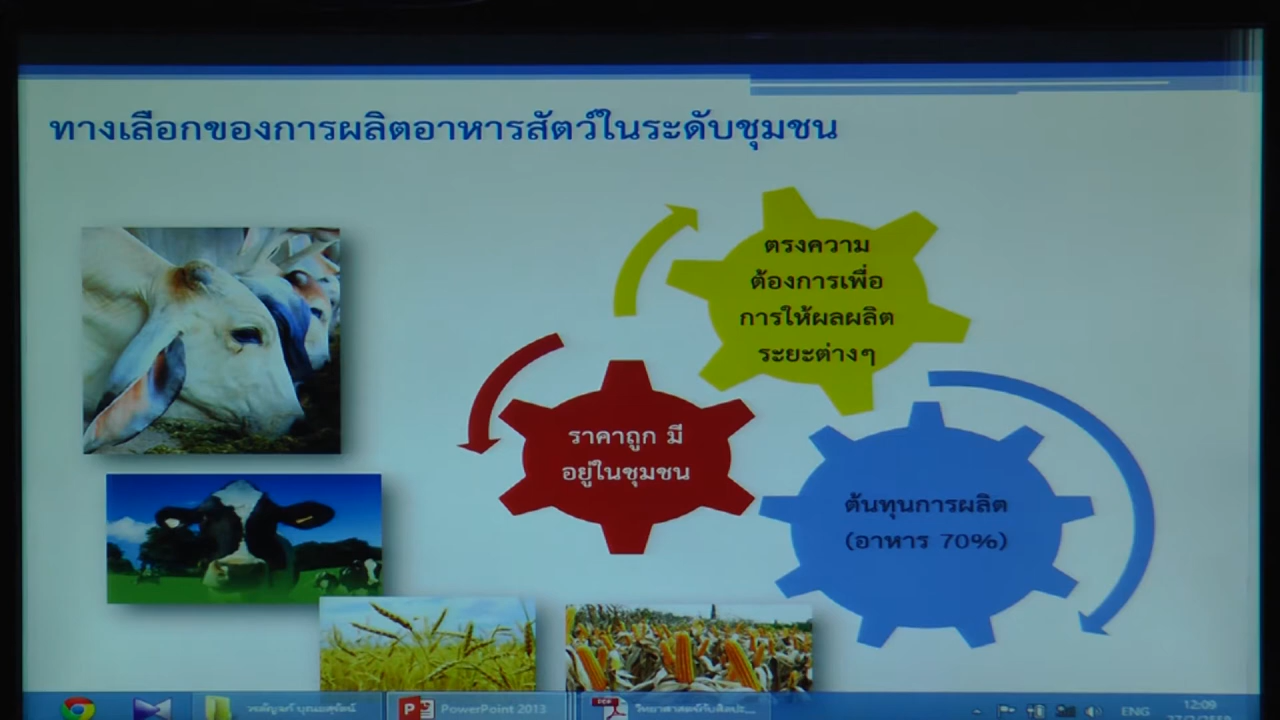 ทางเลือกของการผลิตอาหารสัตว์ในระดับชุมชน
ตรงความ
ต้องการเพื่อ
การให้ผลผลิต
ระยะต่างๆ
ราคาถูก มี
อยู่ในชุมชน
ต้นทุนการผลิต
(อาหาร 70%)
PowerPoint 2013
ENG
12:09